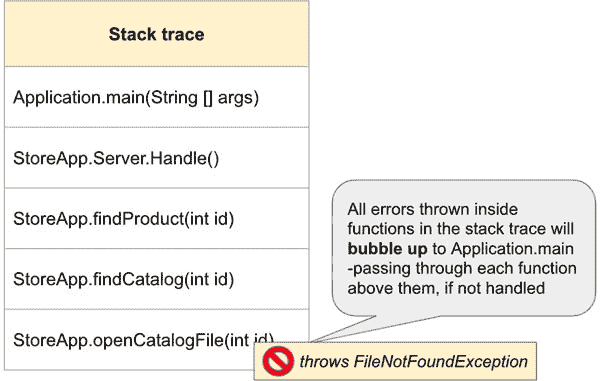 Stack trace
Application.main(String [] args)
StoreApp.Server.Handle()
StoreApp.findProduct(int id)
StoreApp.findCatalog(int id)
StoreApp.openCatalogFile(int id)
All errors thrown inside
functions in the stack trace will
bubble up to Application.main
-passing through each function
above them, if not handled
throws FileNotFoundException